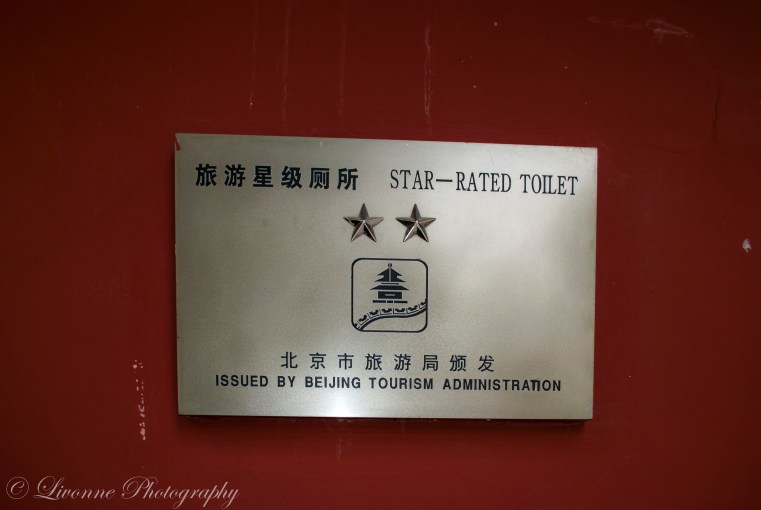 旅游星级厕所 STAR—RATED TOILET
北京市旅游局颁发
ISSUED BY BEIJING TOURISM ADMINISTRATION
© Livonne Photography